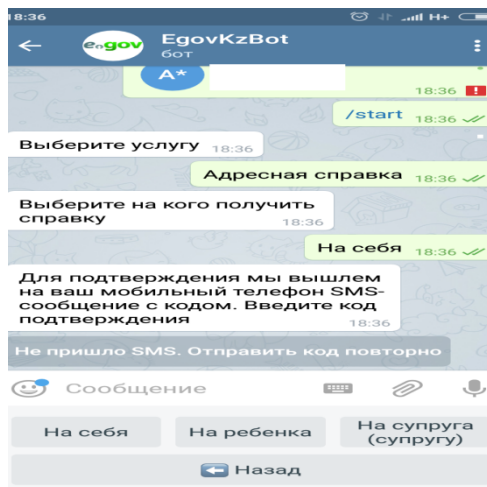 18:36
H+
e.gov
EgovKzBot
бот
A*
18:36
/start 18:36
Выберите услугу 18:36
Адресная справка 18:36
Выберите на кого получить
справку 18:36
На себя 18:36
Для подтверждения мы вышлем
на ваш мобильный телефон SMS-
сообщение с кодом. Введите код
подтверждения 18:36
Не пришло SMS. Отправить код повторно
Сообщение
На себя На ребенка На супруга
(супругу)
Назад